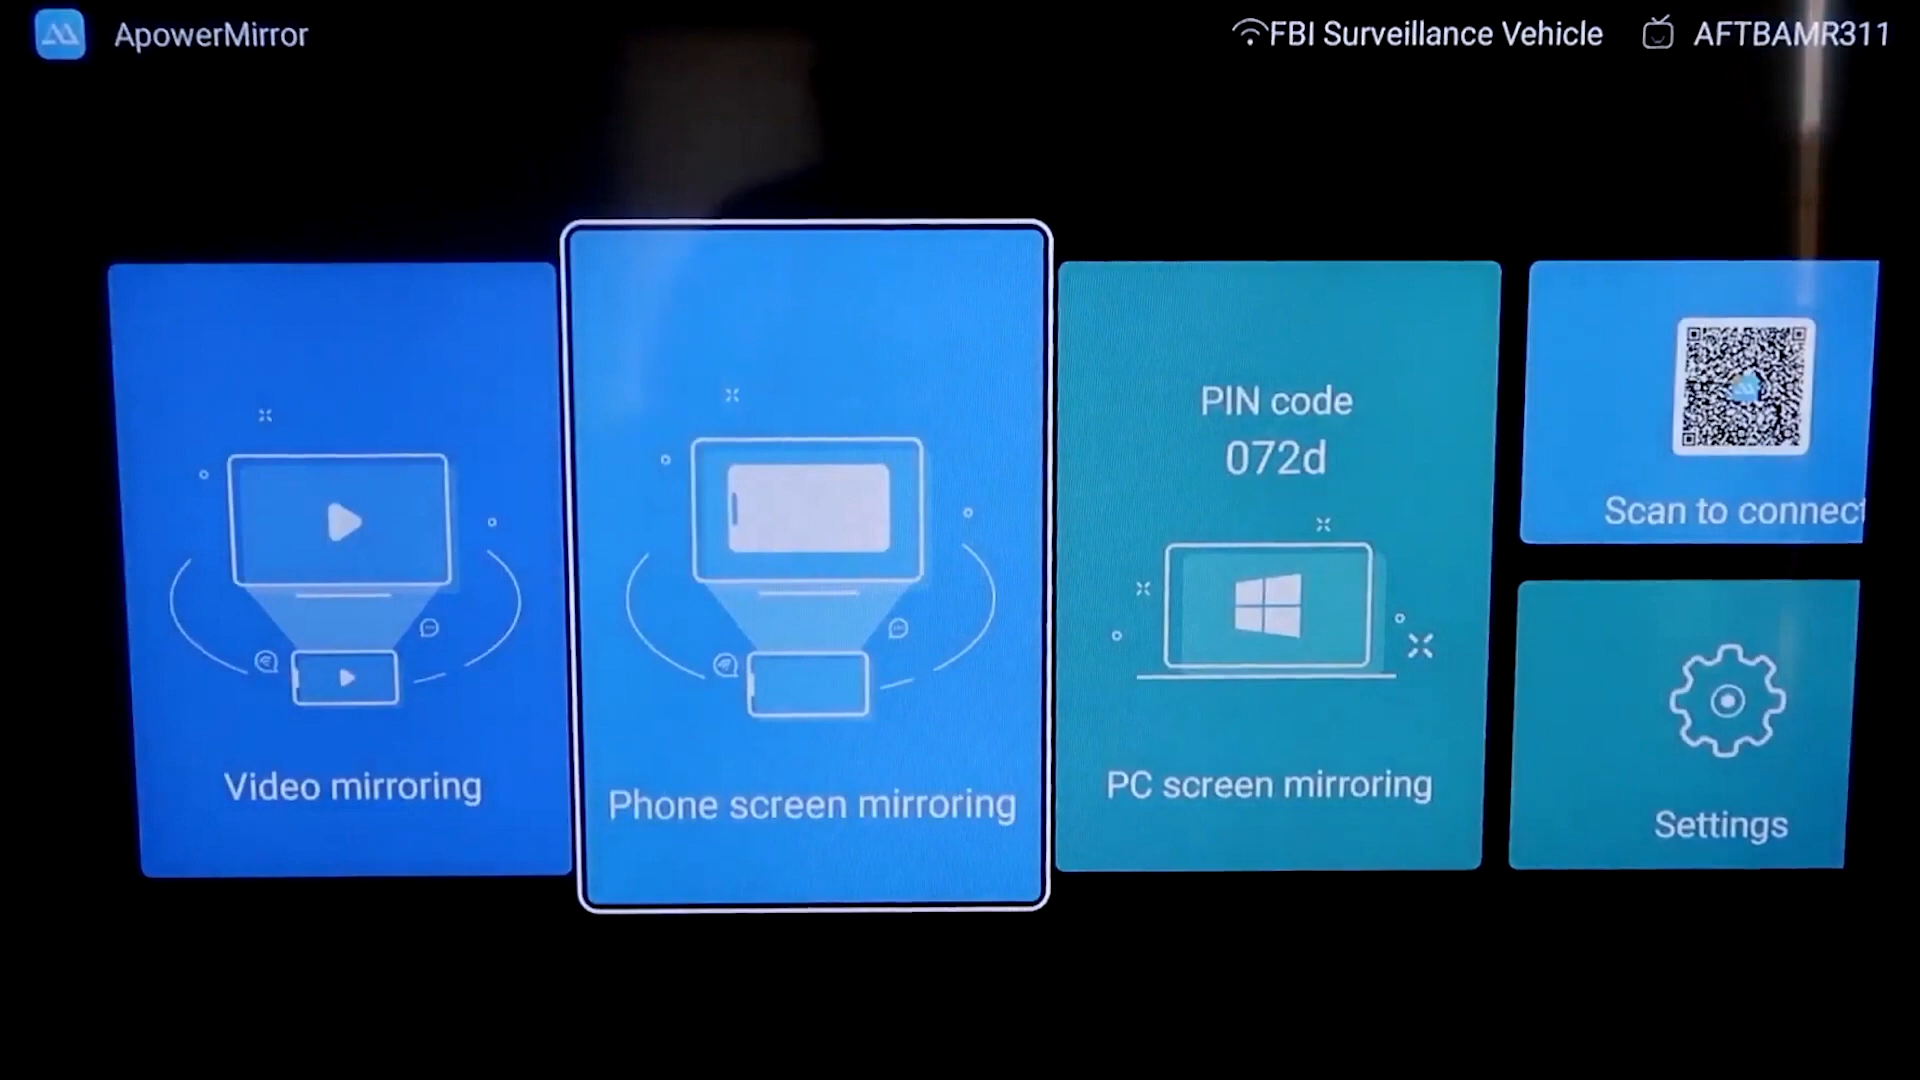 ApowerMirror
FBI Surveillance Vehicle
AFTBAMR311
Video mirroring
Phone screen mirroring
PIN code
072d
PC screen mirroring
Scan to connect
Settings